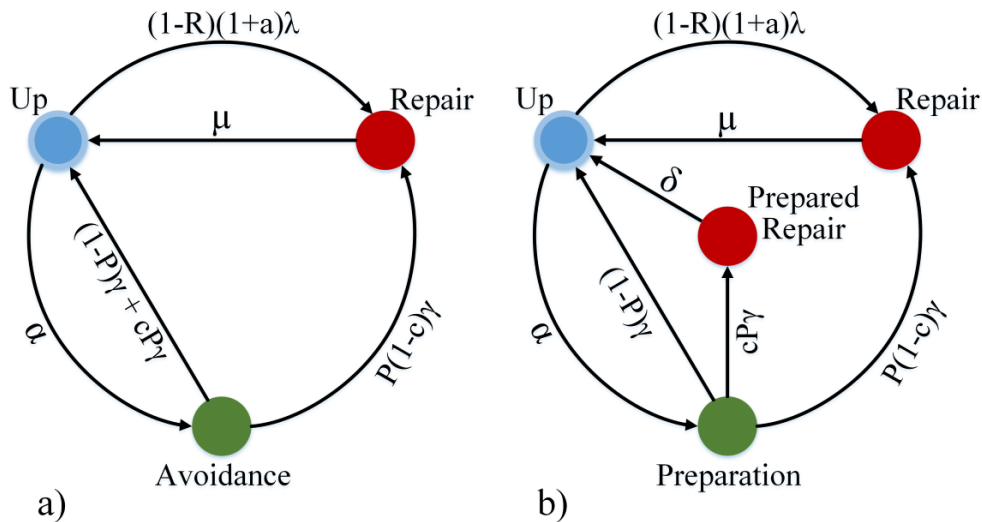 (1-R)(1+a)λ
Up
Repair
μ
(1-P)γ + cPγ
α
P(1-c)γ
Avoidance
a)
(1-R)(1+a)λ
Up
Repair
μ
δ
Prepared
Repair
(1-P)γ
cPγ
α
P(1-c)γ
Preparation
b)